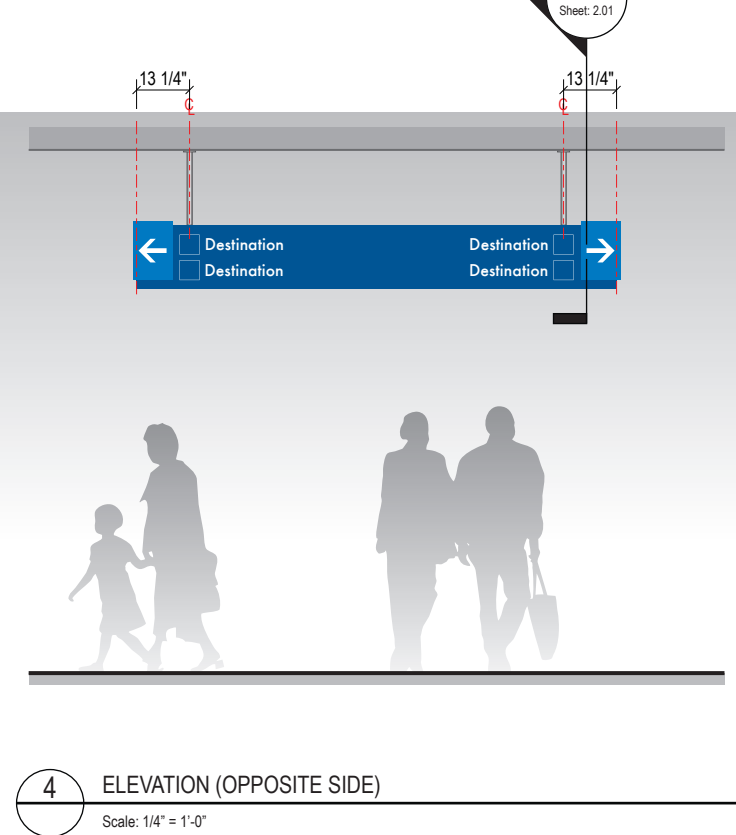 Sheet: 2.01
13 1/4" 13 1/4"
℄ ℄
← Destination Destination →
Destination Destination
4 ELEVATION (OPPOSITE SIDE)
Scale: 1/4” = 1’-0”